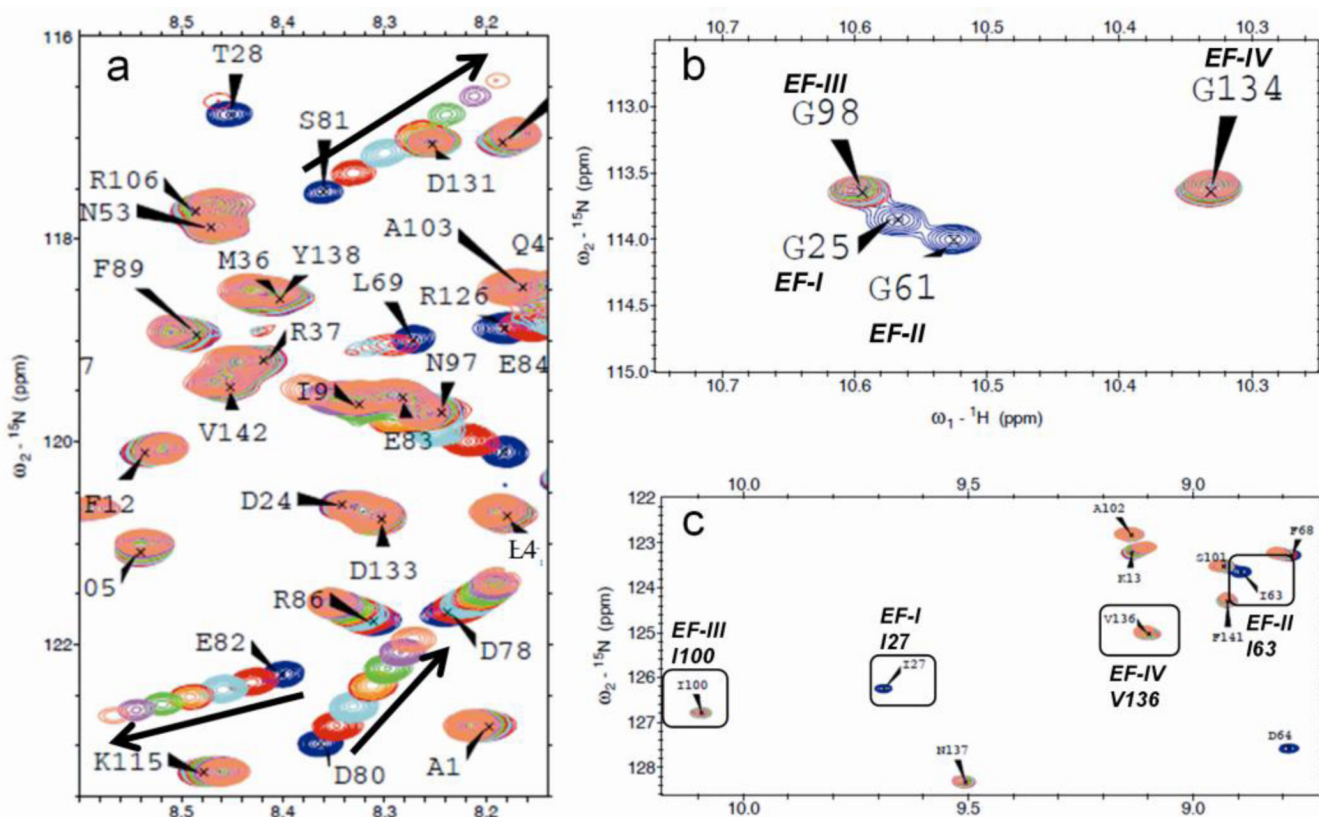 8.5 8.4 8.3 8.2
116
118
120
122
ω2 - 15N (ppm)
a
T28
S81
D131
R106
N53
A103
Q4
M36
Y138
F89
L69
R126
R37
N97
E84
7
I9
V142
E83
F12
D24
L4
D133
05
R86
D78
E82
K115
D80
A1
8.5 8.4 8.3 8.2
10.7 10.6 10.5 10.4 10.3
b
EF-III
G98
EF-IV
G134
113.0
113.5
114.0
114.5
115.0
ω2 - 15N (ppm)
G25
EF-I
G61
EF-II
10.7 10.6 10.5 10.4 10.3
ω1 - 1H (ppm)
10.0 9.5 9.0
122
123
124
125
126
127
128
ω2 - 15N (ppm)
c
A102
F68
K13
S101
I63
EF-II
I63
F141
V136
EF-IV
V136
EF-III
I100
I100
EF-I
I27
I27
D64
N137
10.0 9.5 9.0